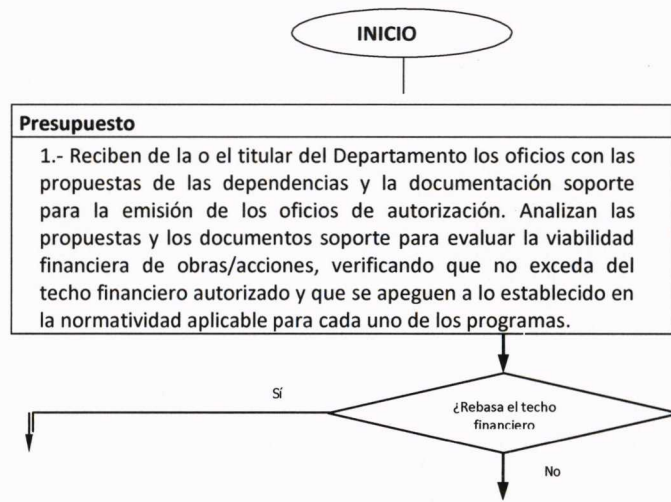 INICIO
Presupuesto
1.- Reciben de la o el titular del Departamento los oficios con las
propuestas de las dependencias y la documentación soporte
para la emisión de los oficios de autorización. Analizan las
propuestas y los documentos soporte para evaluar la viabilidad
financiera de obras/acciones, verificando que no exceda del
techo financiero autorizado y que se apeguen a lo establecido en
la normatividad aplicable para cada uno de los programas.
Sí
¿Rebasa el techo
financiero
No